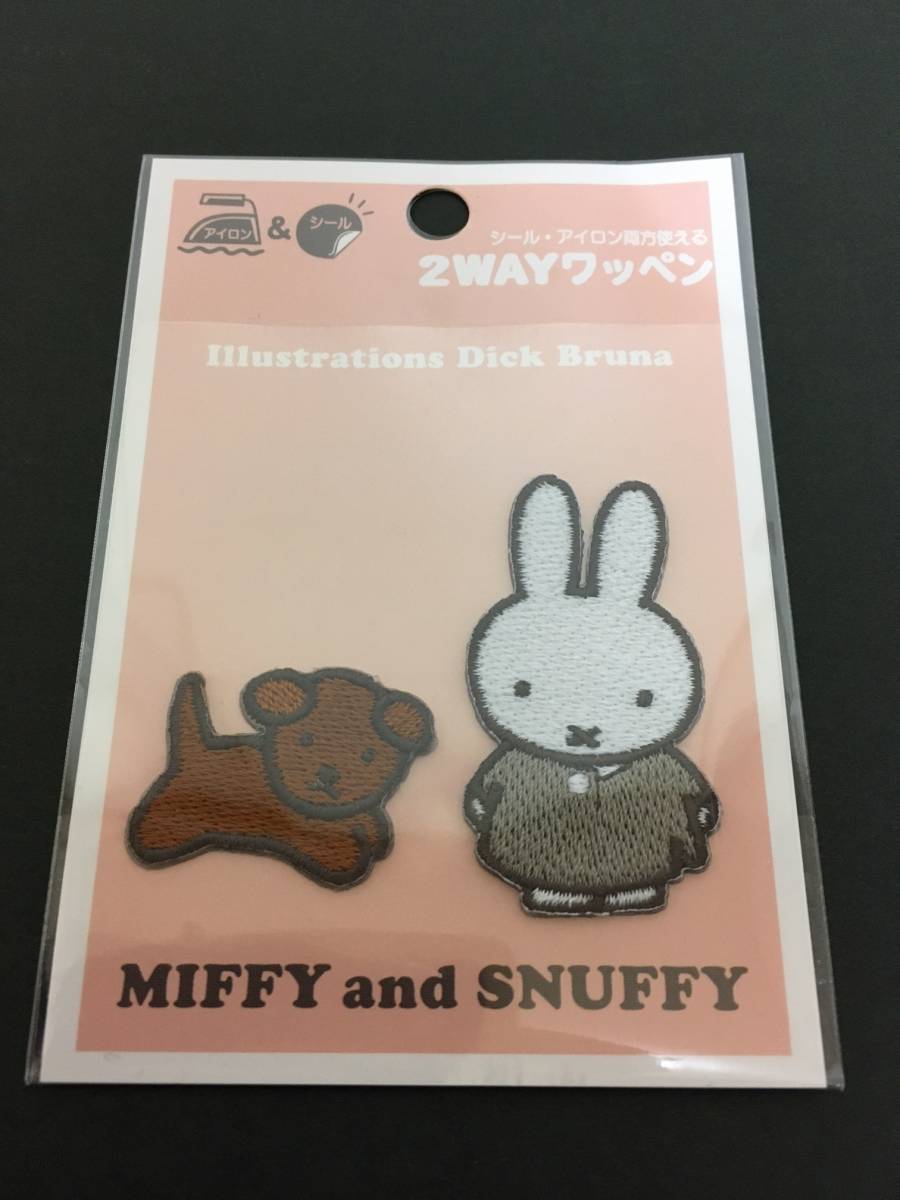 アイロン & シール
シール・アイロン両方使える
2WAYワッペン
Illustrations Dick Bruna
MIFFY and SNUFFY